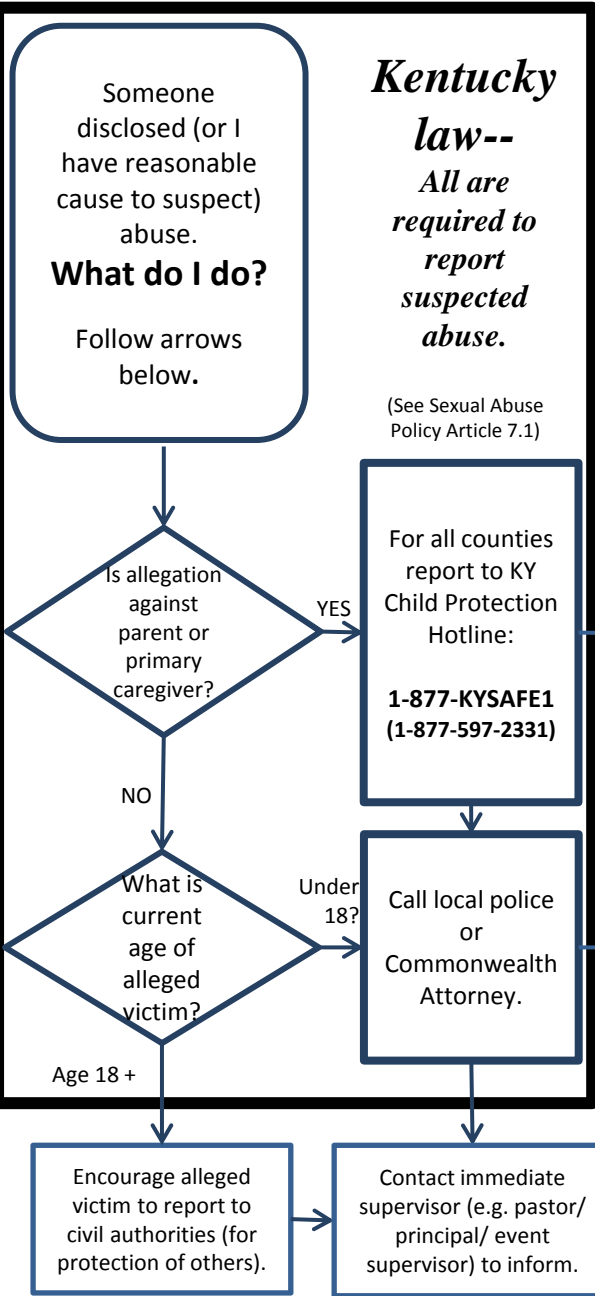 Someone
disclosed (or I
have reasonable
cause to suspect)
abuse.
What do I do?
Follow arrows
below.
Kentucky
law--
All are
required to
report
suspected
abuse.
(See Sexual Abuse
Policy Article 7.1)
Is allegation
against
parent or
primary
caregiver?
YES
For all counties
report to KY
Child Protection
Hotline:
1-877-KYSAFE1
(1-877-597-2331)
NO
What is
current
age of
alleged
victim?
Under
18?
Call local police
or
Commonwealth
Attorney.
Age 18 +
Encourage alleged
victim to report to
civil authorities (for
protection of others).
Contact immediate
supervisor (e.g. pastor/
principal/ event
supervisor) to inform.